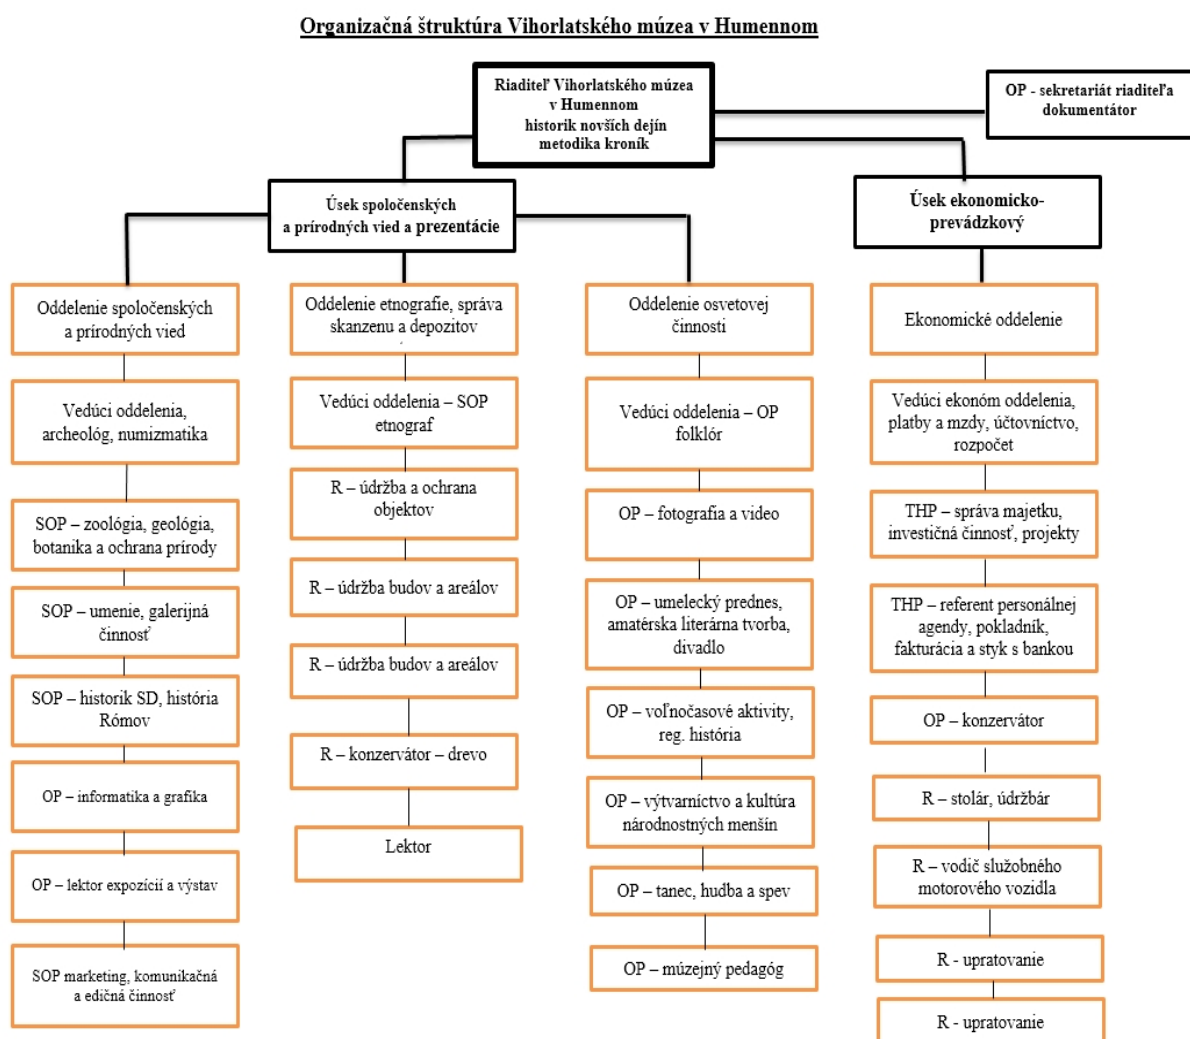 Organizačná štruktúra Vihorlatského múzea v Humennom
Riaditeľ Vihorlatského múzea
v Humennom
historik novších dejín
metodika kroník
OP - sekretariát riaditeľa
dokumentátor
Úsek spoločenských
a prírodných vied a prezentácie
Úsek ekonomicko-
prevádzkový
Oddelenie spoločenských
a prírodných vied
Vedúci oddelenia,
archeológ, numizmatika
SOP – zoológia, geológia,
botanika a ochrana prírody
SOP – umenie, galerijná
činnosť
SOP – historik SD, história
Rómov
OP – informatika a grafika
OP – lektor expozícií a výstav
SOP marketing, komunikačná
a edičná činnosť
Oddelenie etnografie, správa
skanzenu a depozitov
Vedúci oddelenia – SOP
etnograf
R – údržba a ochrana
objektov
R – údržba budov a areálov
R – údržba budov a areálov
R – konzervátor – drevo
Lektor
Oddelenie osvetovej
činnosti
Vedúci oddelenia – OP
folklór
OP – fotografia a video
OP – umelecký prednes,
amatérska literárna tvorba,
divadlo
OP – voľnočasové aktivity,
reg. história
OP – výtvarníctvo a kultúra
národnostných menšín
OP – tanec, hudba a spev
OP – múzejný pedagóg
Ekonomické oddelenie
Vedúci ekonóm oddelenia,
platby a mzdy, účtovníctvo,
rozpočet
THP – správa majetku,
investičná činnosť, projekty
THP – referent personálnej
agendy, pokladník,
fakturácia a styk s bankou
OP – konzervátor
R – stolár, údržbár
R – vodič služobného
motorového vozidla
R - upratovanie
R - upratovanie